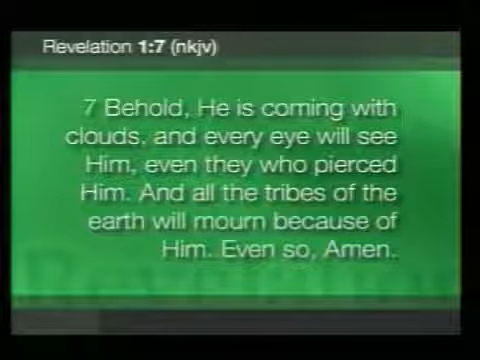 Revelation 1:7 (nkjv)
7 Behold, He is coming with
clouds, and every eye will see
Him, even they who pierced
Him. And all the tribes of the
earth will mourn because of
Him. Even so, Amen.
Revelation